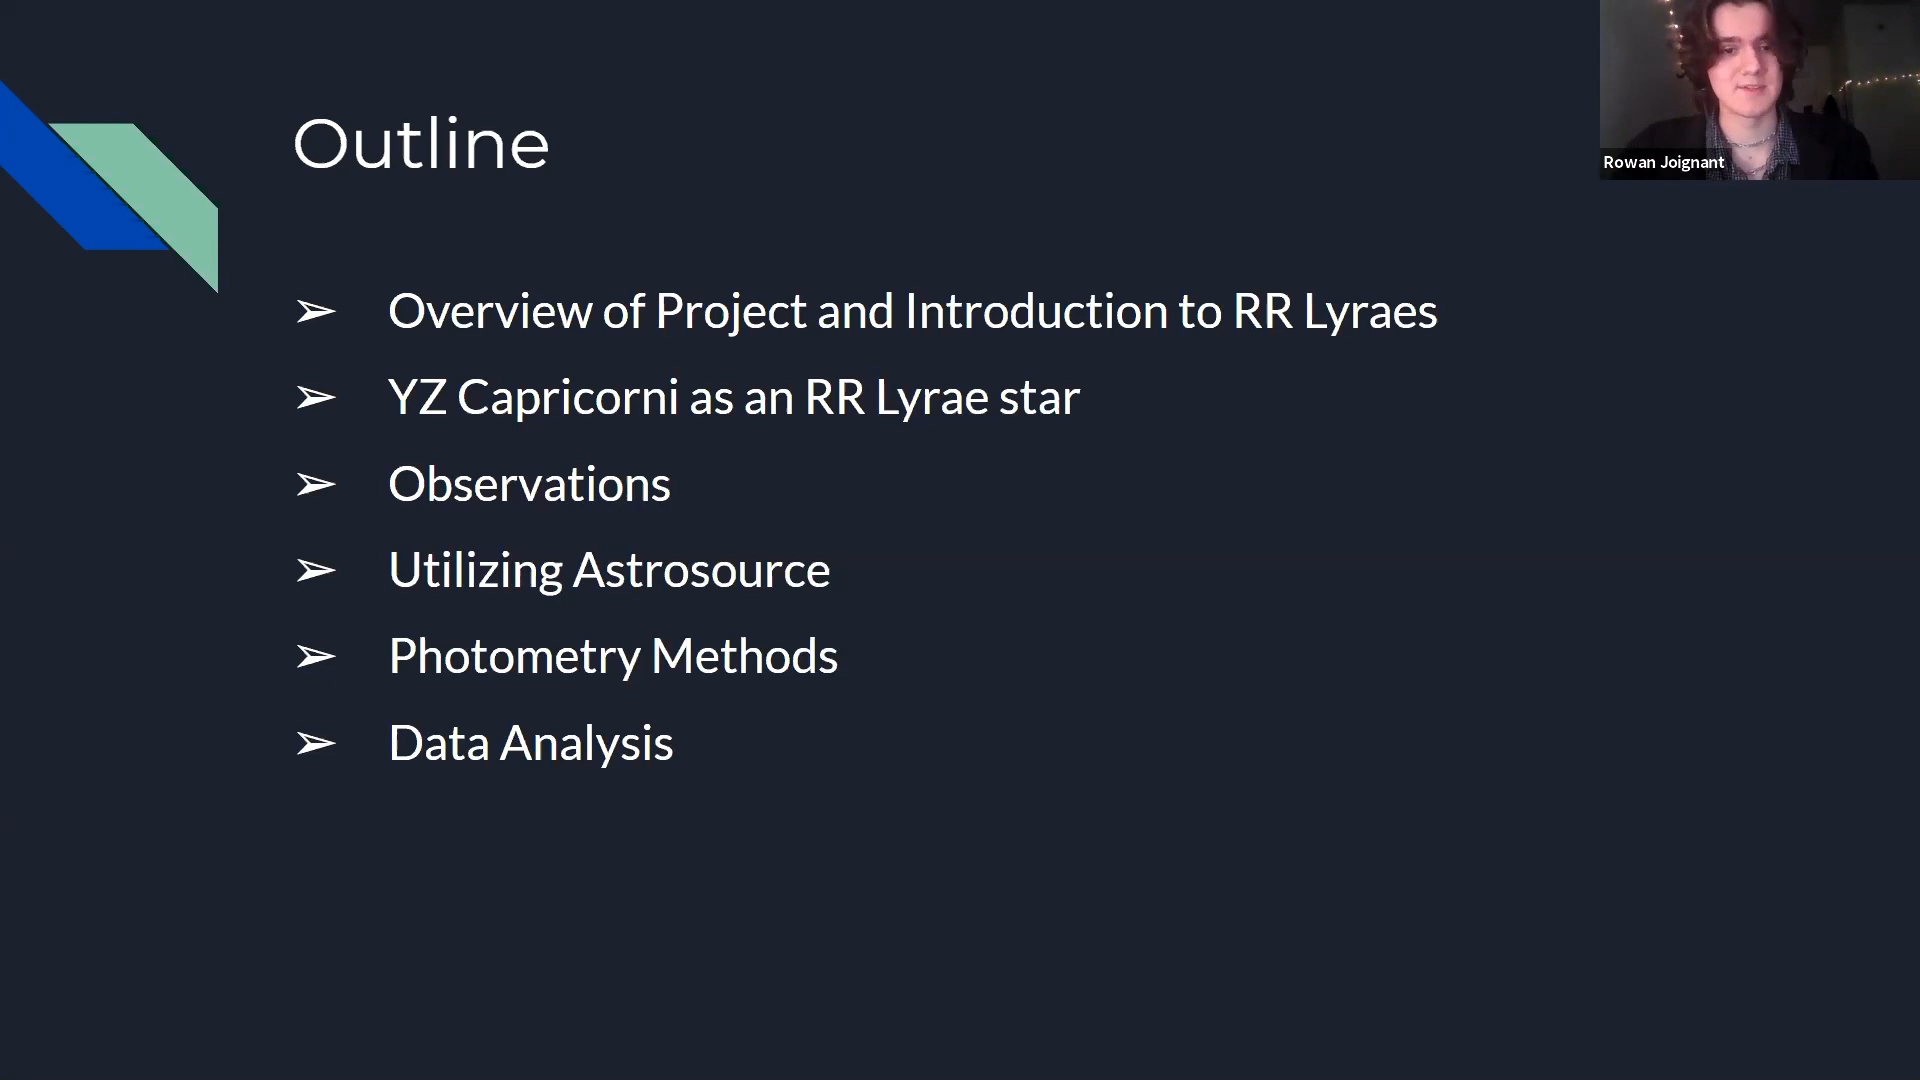 Outline
Rowan Joignant
➢ Overview of Project and Introduction to RR Lyraes
➢ YZ Capricorni as an RR Lyrae star
➢ Observations
➢ Utilizing Astrosource
➢ Photometry Methods
➢ Data Analysis